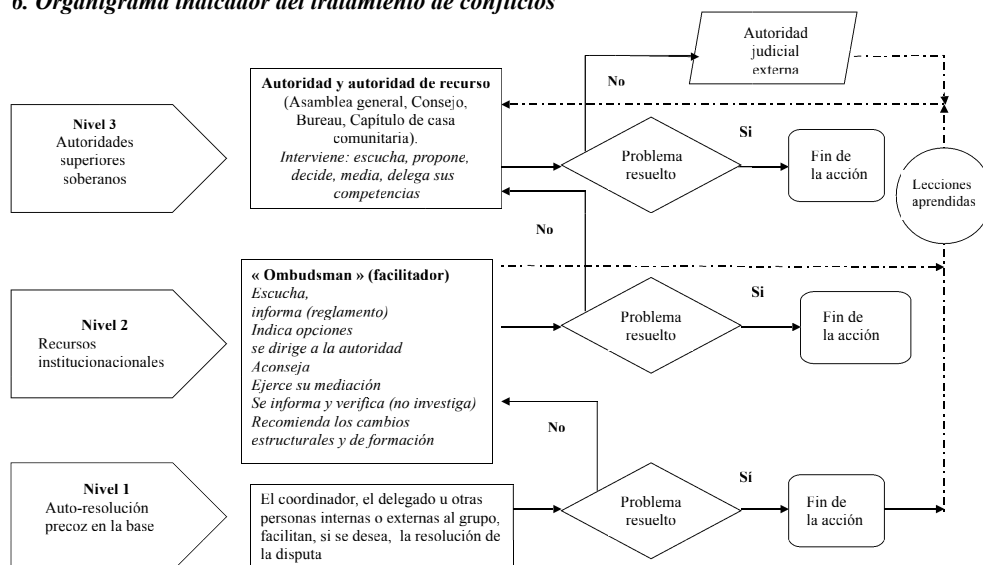 6. Organigrama indicador del tratamiento de conflictos
Autoridad
judicial
externa
No
Autoridad y autoridad de recurso
(Asamblea general, Consejo,
Bureau, Capítulo de casa
comunitaria).
Interviene: escucha, propone,
decide, media, delega sus
competencias
Nivel 3
Autoridades
superiores
soberanos
Problema
resuelto
Si
Fin de
la acción
Lecciones
aprendidas
No
« Ombudsman » (facilitador)
Escucha,
informa (reglamento)
Indica opciones
se dirige a la autoridad
Aconseja
Ejerce su mediación
Se informa y verifica (no investiga)
Recomienda los cambios
estructurales y de formación
Nivel 2
Recursos
institucionacionales
Problema
resuelto
Si
Fin de
la acción
No
Nivel 1
Auto-resolución
precoz en la base
El coordinador, el delegado u otras
personas internas o externas al grupo,
facilitan, si se desea, la resolución de
la disputa
Problema
resuelto
Sí
Fin de
la acción